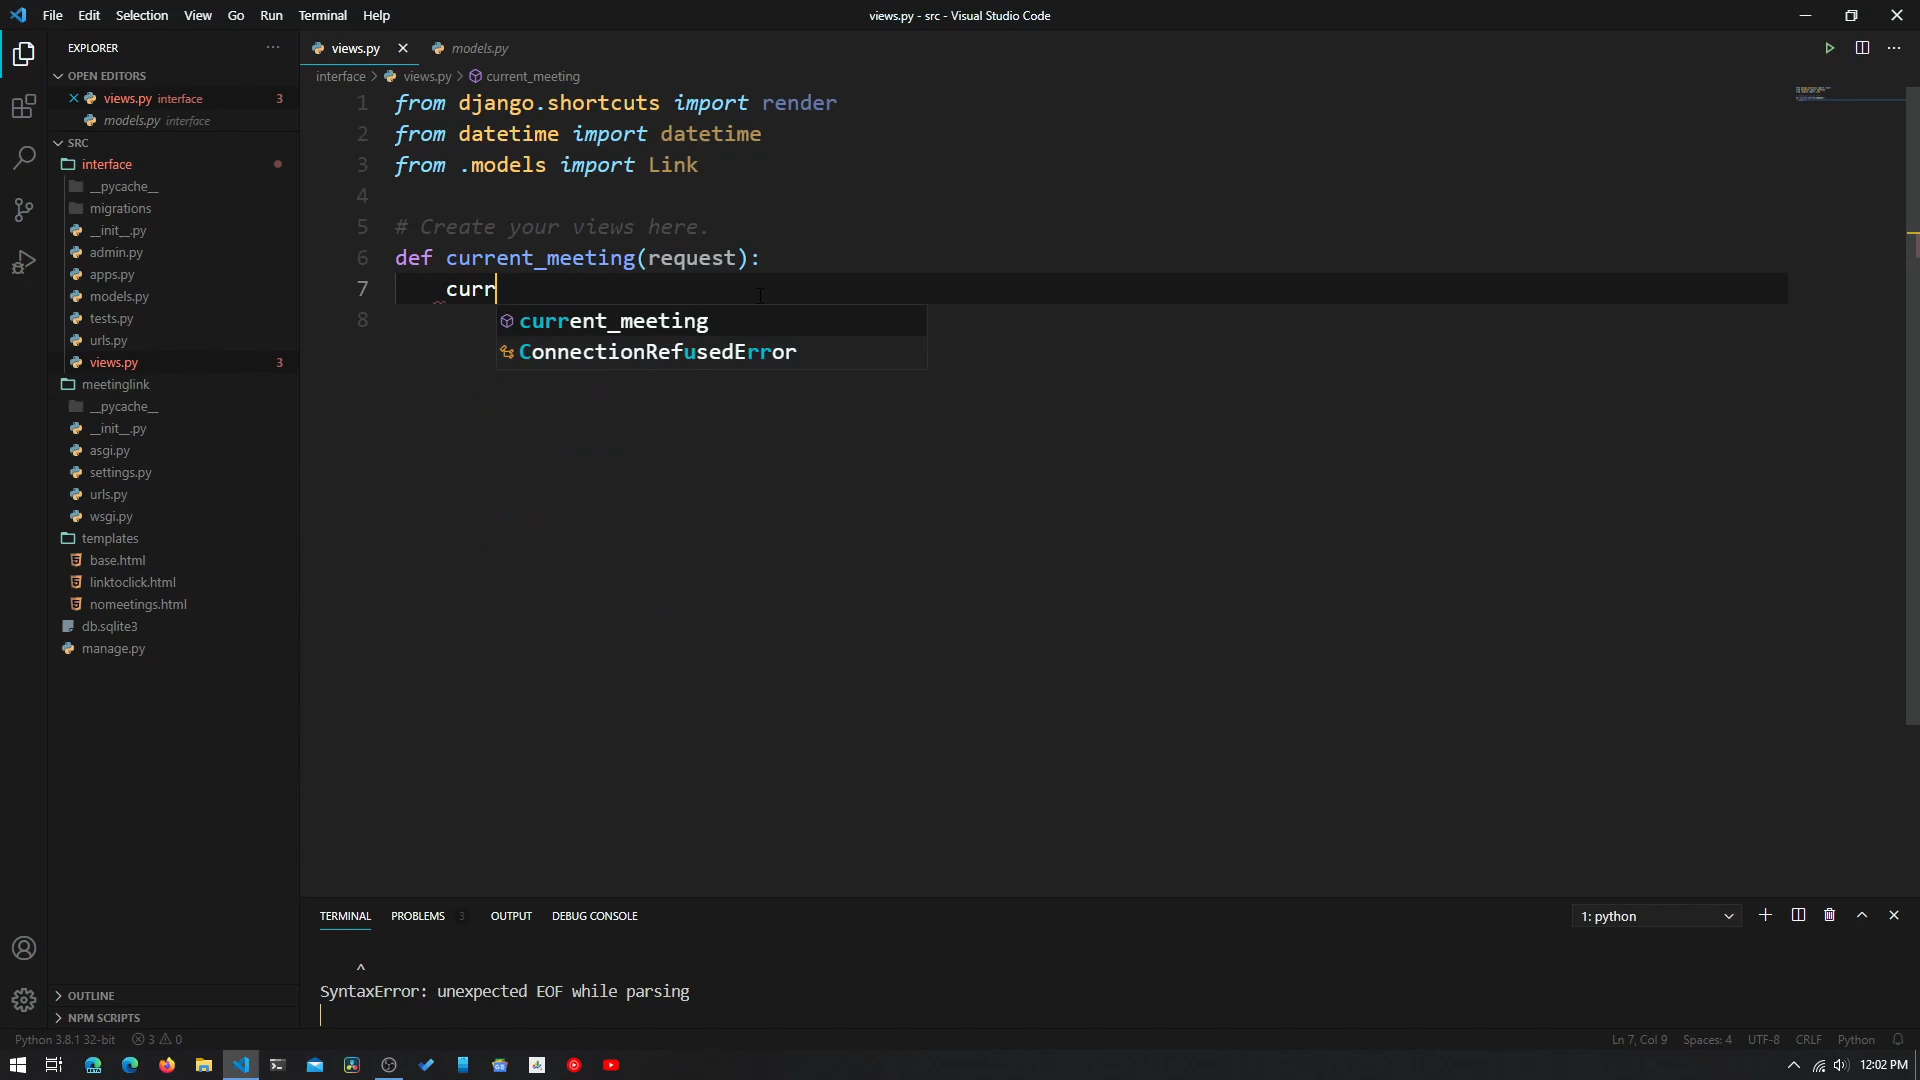 File Edit Selection View Go Run Terminal Help
views.py - src - Visual Studio Code
EXPLORER
OPEN EDITORS
views.py interface 3
models.py interface
SRC
interface
__pycache__
migrations
__init__.py
admin.py
apps.py
models.py
tests.py
urls.py
views.py 3
meetinglink
__pycache__
__init__.py
asgi.py
settings.py
urls.py
wsgi.py
templates
base.html
linktoclick.html
nomeetings.html
db.sqlite3
manage.py
OUTLINE
NPM SCRIPTS
views.py models.py
interface > views.py > current_meeting
1 from django.shortcuts import render
2 from datetime import datetime
3 from .models import Link
4
5 # Create your views here.
6 def current_meeting(request):
7 curr
8
current_meeting
ConnectionRefusedError
TERMINAL PROBLEMS 3 OUTPUT DEBUG CONSOLE
1: python
^
SyntaxError: unexpected EOF while parsing
Python 3.8.1 32-bit 3 0
Ln 7, Col 9 Spaces: 4 UTF-8 CRLF Python
12:02 PM